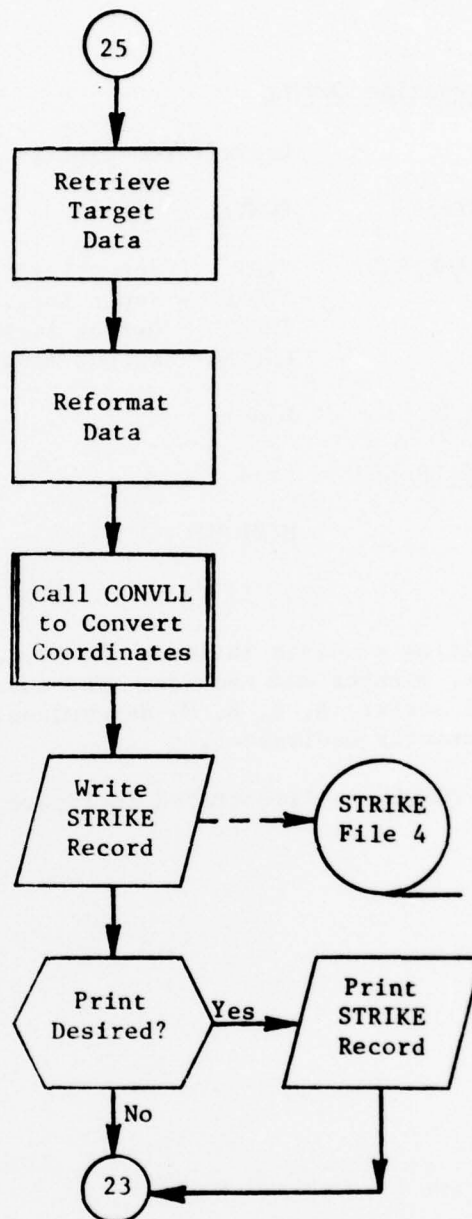 25
Retrieve
Target
Data
Reformat
Data
Call CONVLL
to Convert
Coordinates
Write
STRIKE
Record
STRIKE
File 4
Print
Desired?
Yes
Print
STRIKE
Record
No
23